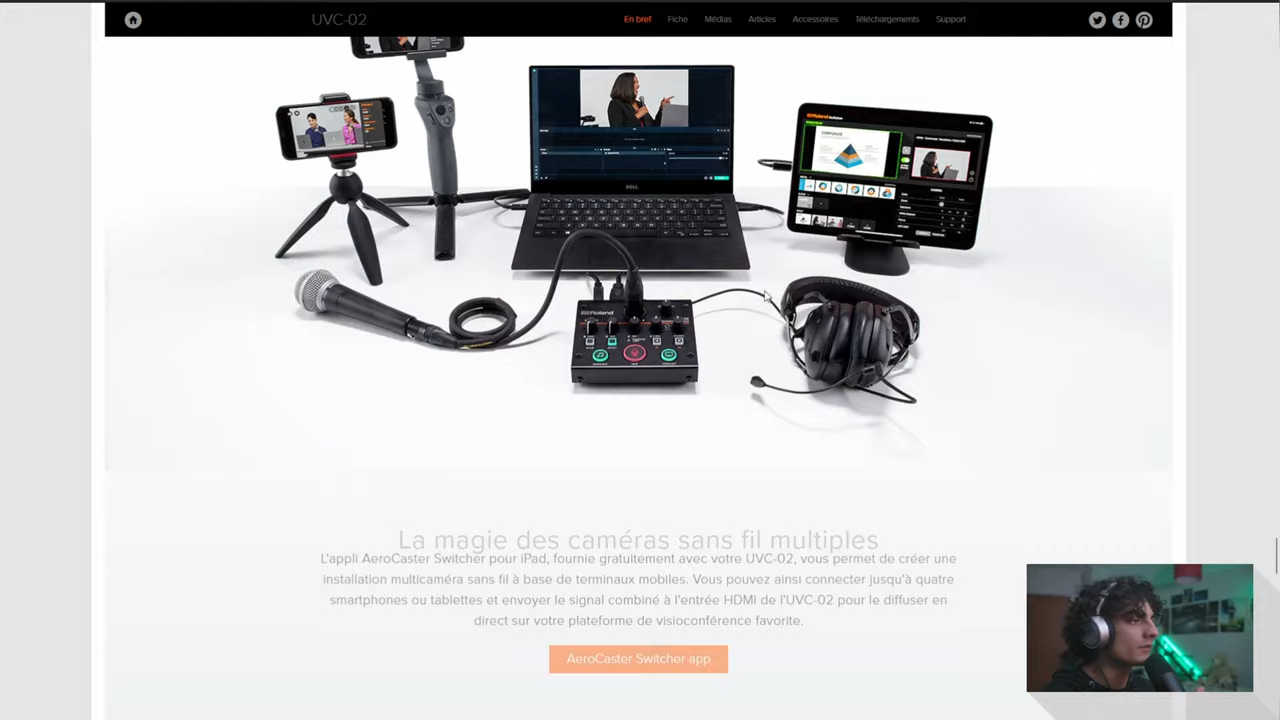 UVC-02
En bref
Fiche
Médias
Articles
Accessoires
Téléchargements
Support
DELL
Roland
La magie des caméras sans fil multiples
L'appli AeroCaster Switcher pour iPad, fournie gratuitement avec votre UVC-02, vous permet de créer une
installation multicaméra sans fil à base de terminaux mobiles. Vous pouvez ainsi connecter jusqu'à quatre
smartphones ou tablettes et envoyer le signal combiné à l'entrée HDMI de l'UVC-02 pour le diffuser en
direct sur votre plateforme de visioconférence favorite.
AeroCaster Switcher app